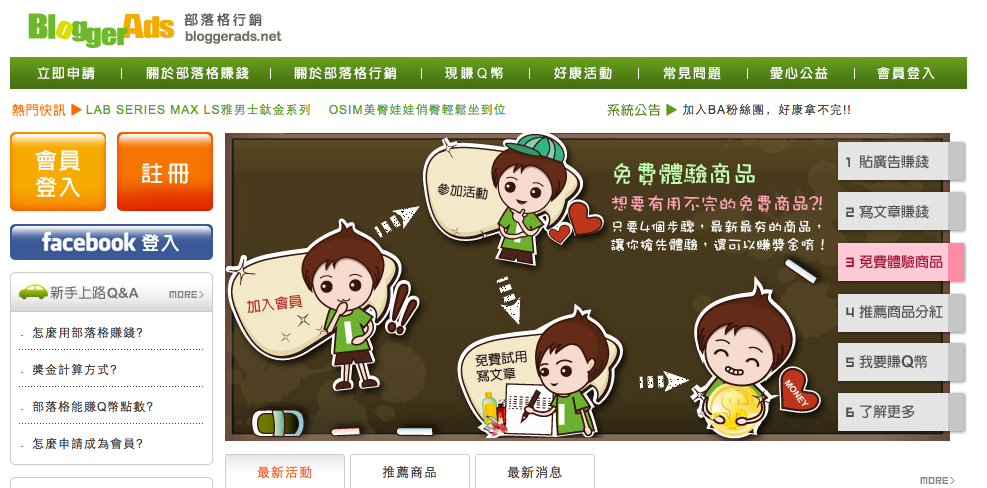 BloggerAds 部落格行銷
bloggerads.net
立即申請
關於部落格賺錢
關於部落格行銷
現賺Q幣
好康活動
常見問題
愛心公益
會員登入
熱門快訊 LAB SERIES MAX LS雅男士鈦金系列 OSIM美臀娃娃俏臀輕鬆坐到位
系統公告 加入BA粉絲團,好康拿不完!!
會員
登入
註冊
facebook 登入
新手上路Q&A MORE
怎麼用部落格賺錢?
獎金計算方式?
部落格能賺Q幣點數?
怎麼申請成為會員?
加入會員
參加活動
免費試用
寫文章
MONEY
免費體驗商品
想要有用不完的免費商品?!
只要4個步驟,最新最夯的商品,
讓你搶先體驗,還可以賺獎金唷!
1 貼廣告賺錢
2 寫文章賺錢
3 免費體驗商品
4 推薦商品分紅
5 我要賺Q幣
6 了解更多
最新活動
推薦商品
最新消息
MORE